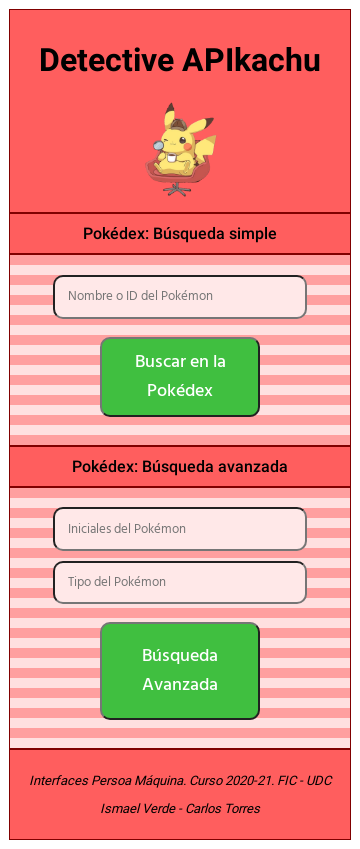 Detective APIkachu
Pokédex: Búsqueda simple
Nombre o ID del Pokémon
Buscar en la
Pokédex
Pokédex: Búsqueda avanzada
Iniciales del Pokémon
Tipo del Pokémon
Búsqueda
Avanzada
Interfaces Persoa Máquina. Curso 2020-21. FIC - UDC
Ismael Verde - Carlos Torres